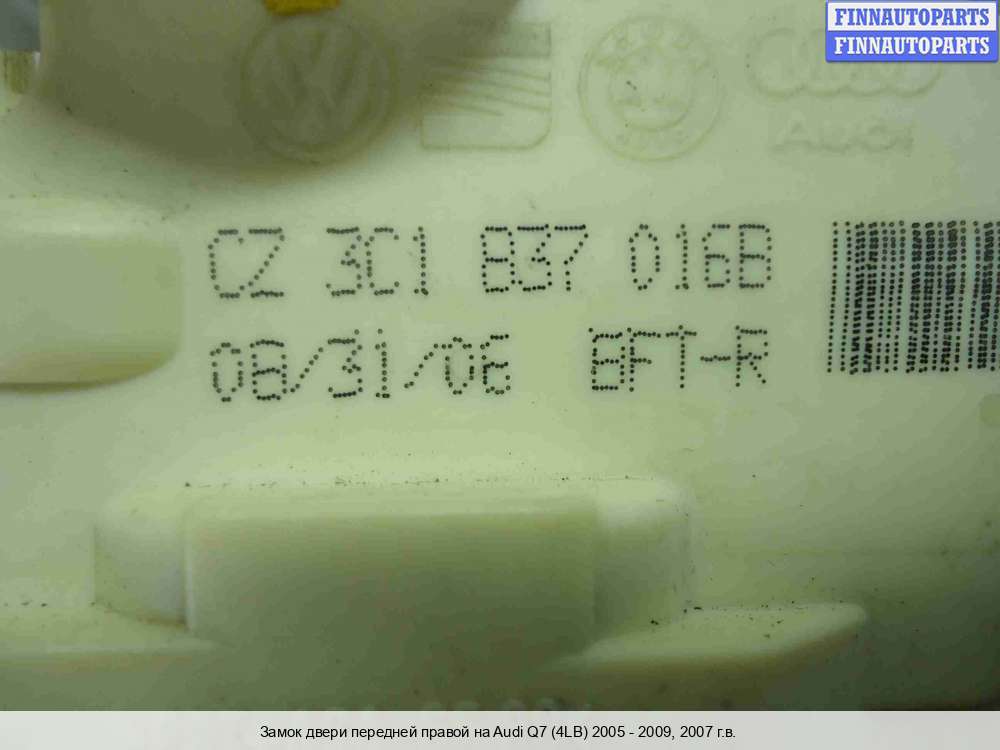 FINNAUTOPARTS
FINNAUTOPARTS
Audi
CZ 3C1 837 016B
08/31/06 BFT-R
Замок двери передней правой на Audi Q7 (4LB) 2005 - 2009, 2007 г.в.